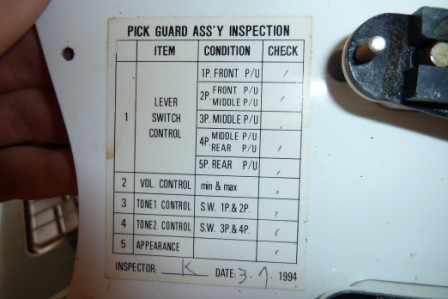 PICK GUARD ASS'Y INSPECTION
ITEM CONDITION CHECK
1 LEVER SWITCH CONTROL
1P. FRONT P/U
2P. FRONT P/U
MIDDLE P/U
3P. MIDDLE P/U
4P. MIDDLE P/U
REAR P/U
5P. REAR P/U
2 VOL. CONTROL min & max
3 TONE1 CONTROL S.W. 1P.& 2P.
4 TONE2. CONTROL S.W. 3P.& 4P.
5 APPEARANCE
INSPECTOR: K DATE: 3.7 1994